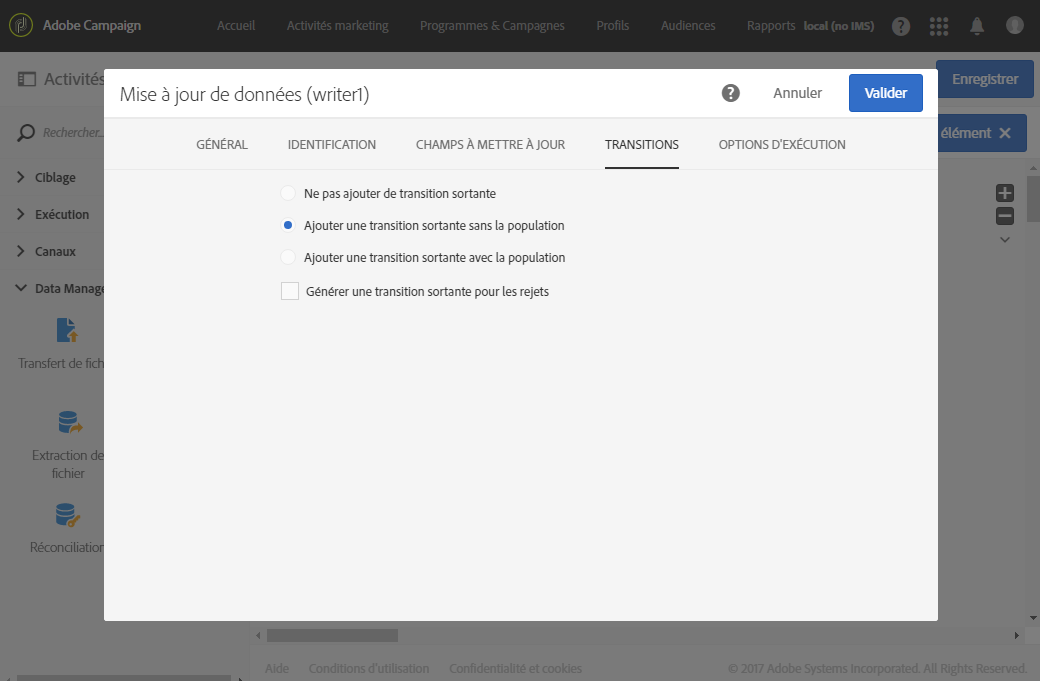 Adobe Campaign
Accueil
Activités marketing
Programmes & Campagnes
Profils
Audiences
Rapports
local (no IMS)
?
Activités
Enregistrer
Mise à jour de données (writer1)
?
Annuler
Valider
Rechercher...
élément
GÉNÉRAL
IDENTIFICATION
CHAMPS À METTRE À JOUR
TRANSITIONS
OPTIONS D'EXÉCUTION
Ciblage
Exécution
Canaux
Data Manage
Ne pas ajouter de transition sortante
Ajouter une transition sortante sans la population
Ajouter une transition sortante avec la population
Générer une transition sortante pour les rejets
Transfert de fich
Extraction de
fichier
Réconciliation
Aide
Conditions d'utilisation
Confidentialité et cookies
© 2017 Adobe Systems Incorporated. All Rights Reserved.